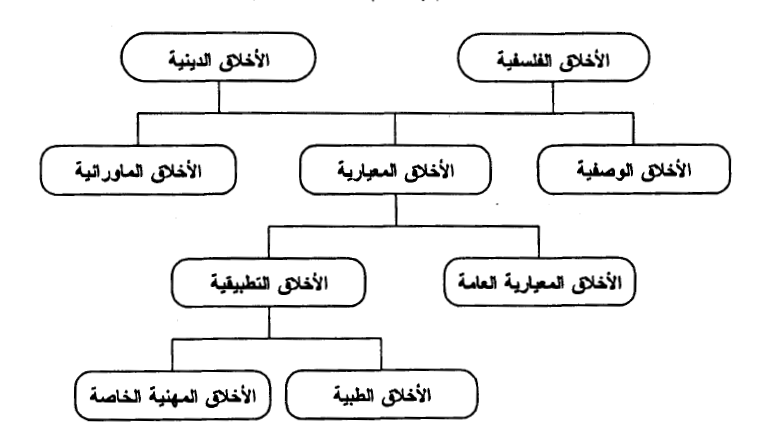 الأخلاق الفلسفية
الأخلاق الدينية
الأخلاق الوصفية
الأخلاق المعيارية
الأخلاق الماورائية
الأخلاق المعيارية العامة
الأخلاق التطبيقية
الأخلاق الطبية
الأخلاق المهنية الخاصة